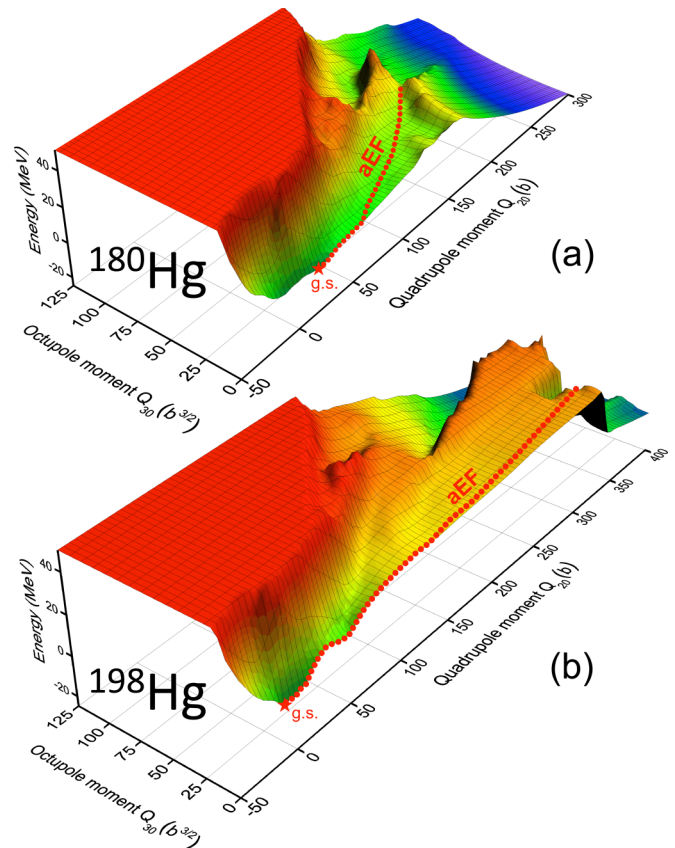 40
20
0
-20
Energy (MeV)
125
100
75
50
25
0
Octupole moment Q30 (b3/2)
-50
0
50
100
150
200
250
300
Quadrupole moment Q20(b)
aEF
g.s.
180Hg
(a)
40
20
0
-20
Energy (MeV)
125
100
75
50
25
0
Octupole moment Q30 (b3/2)
-50
0
50
100
150
200
250
300
350
400
Quadrupole moment Q20(b)
aEF
g.s.
198Hg
(b)